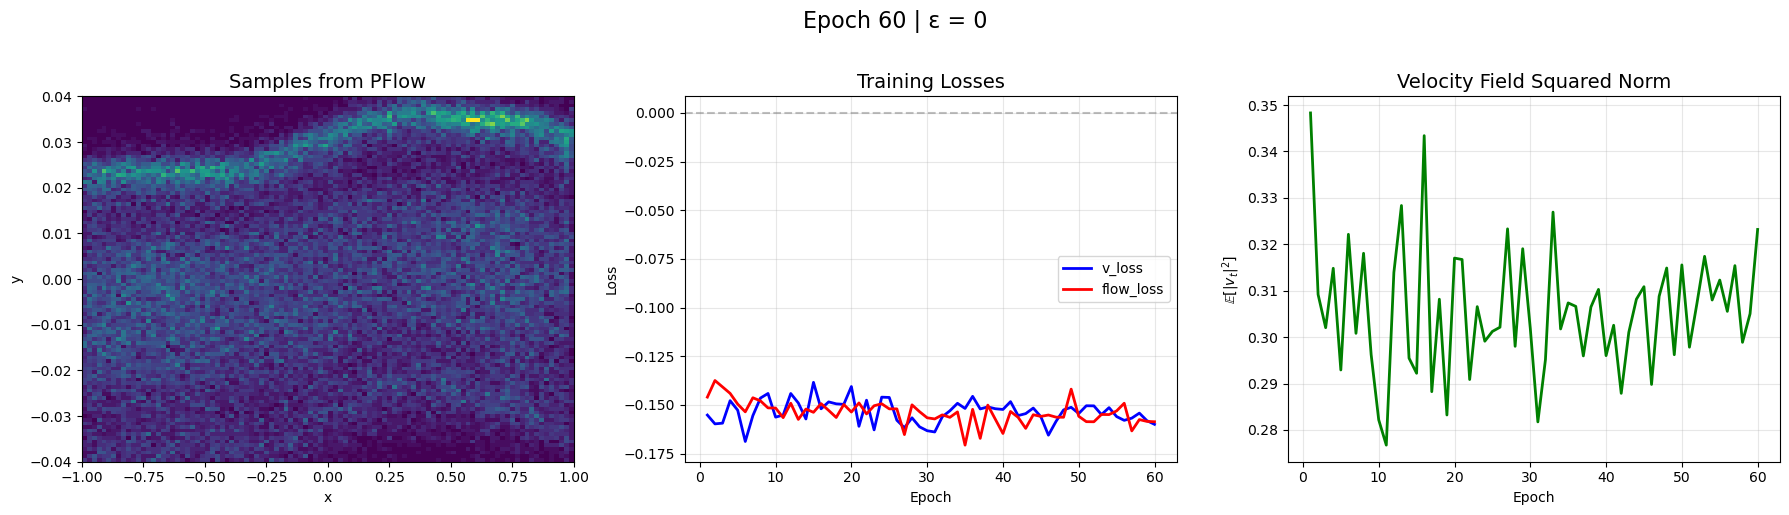 Epoch 60 | ε = 0
Samples from PFlow
0.04
0.03
0.02
0.01
0.00
−0.01
−0.02
−0.03
−0.04
y
−1.00 −0.75 −0.50 −0.25 0.00 0.25 0.50 0.75 1.00
x
Training Losses
0.000
−0.025
−0.050
−0.075
−0.100
−0.125
−0.150
−0.175
Loss
v_loss
flow_loss
0 10 20 30 40 50 60
Epoch
Velocity Field Squared Norm
0.35
0.34
0.33
0.32
0.31
0.30
0.29
0.28
𝔼[|v_t|²]
0 10 20 30 40 50 60
Epoch